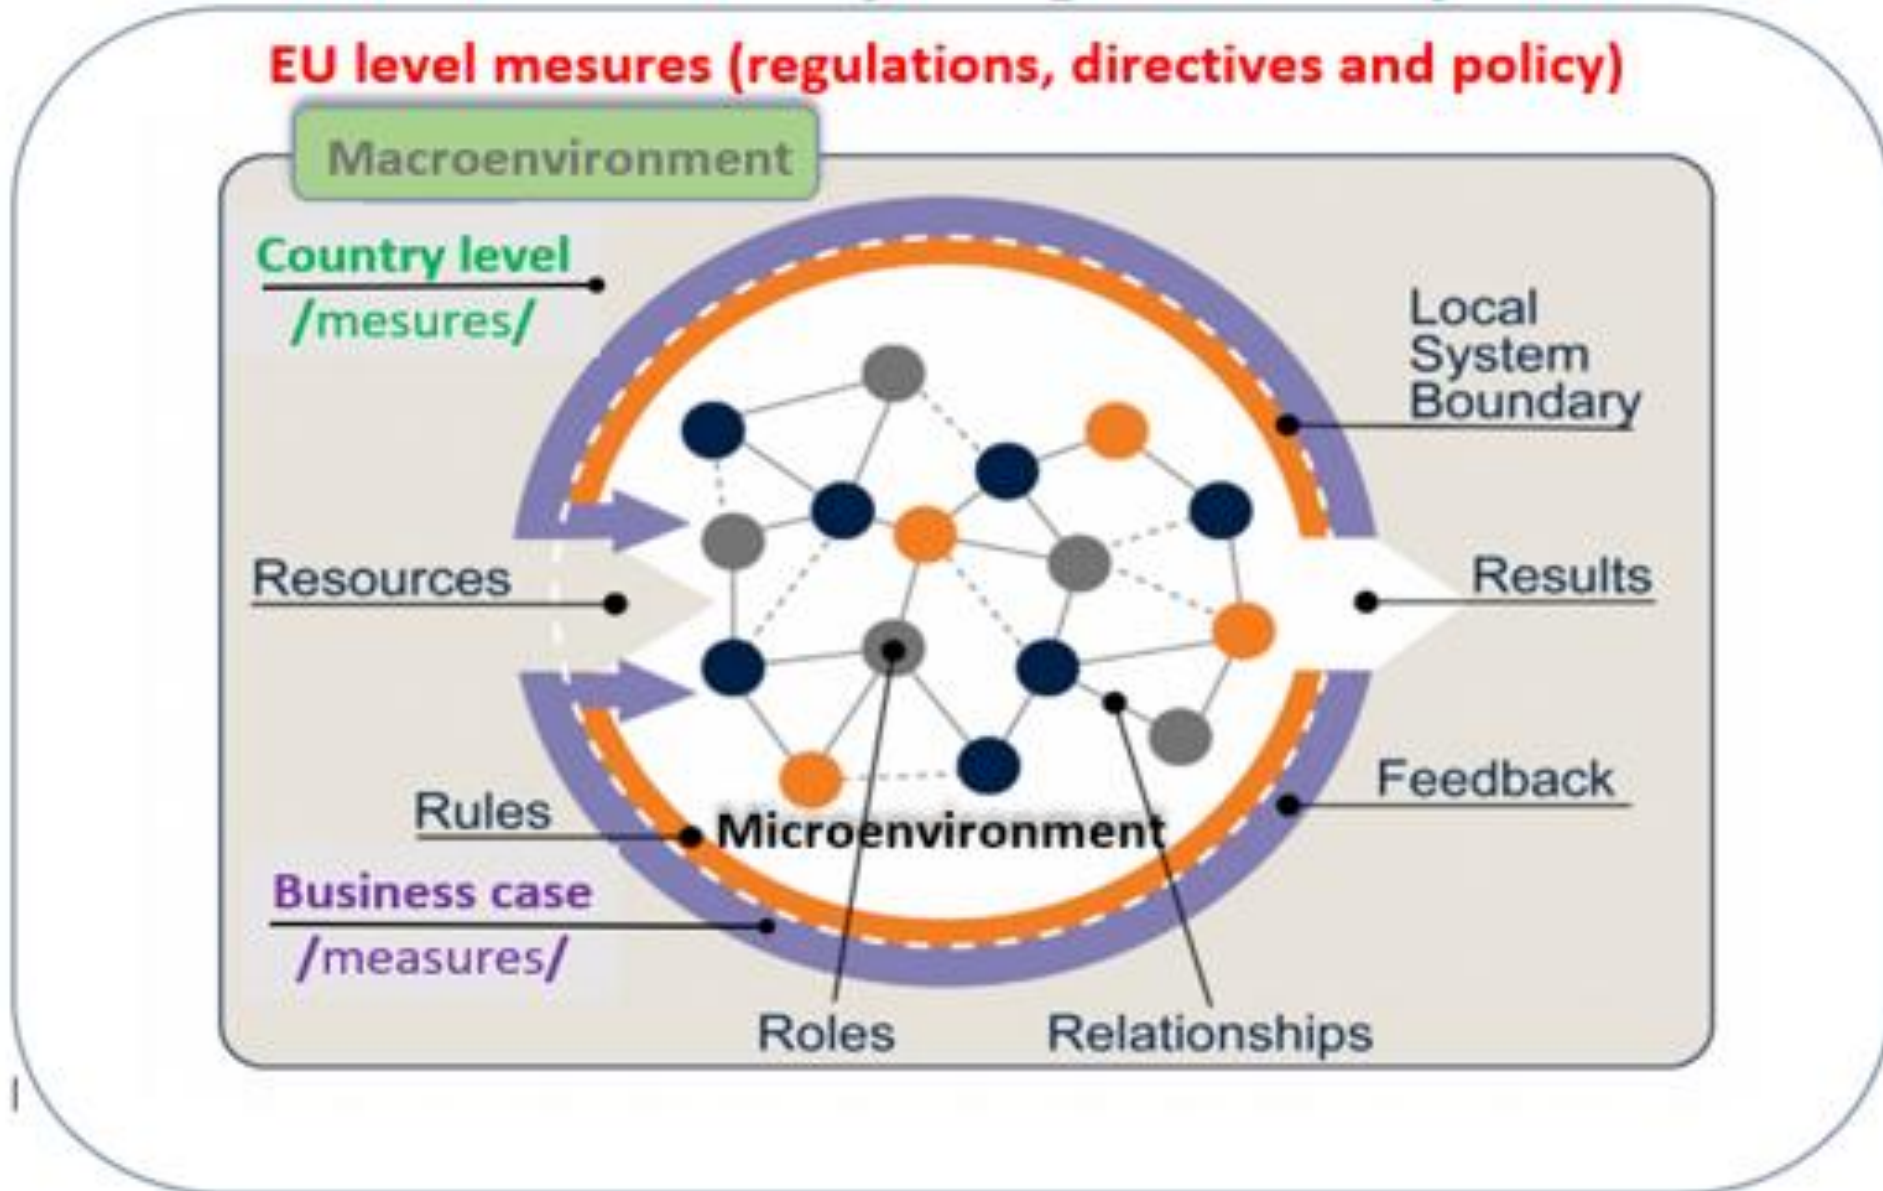 EU level mesures (regulations, directives and policy)
Macroenvironment
Country level
/mesures/
Local
System
Boundary
Resources
Results
Feedback
Rules
Microenvironment
Business case
/measures/
Roles
Relationships